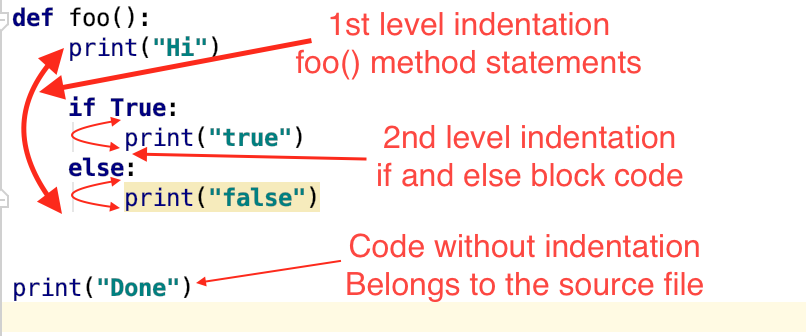 def foo():
print("Hi")
1st level indentation
foo() method statements
if True:
print("true")
else:
print("false")
2nd level indentation
if and else block code
Code without indentation
Belongs to the source file
print("Done")